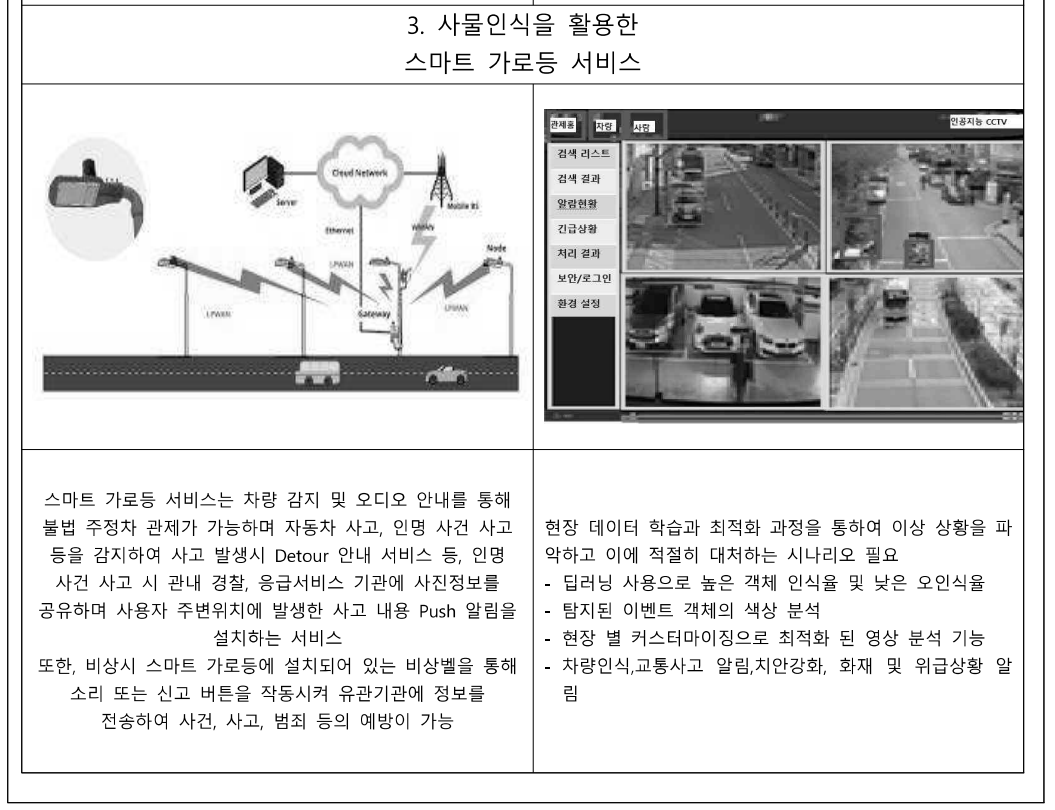 3. 사물인식을 활용한
스마트 가로등 서비스
Cloud Network
Server
Mobile BS
Ethernet
WWAN
Node
LPWAN
LPWAN
Gateway
LPWAN
관제홈
차량
사람
인공지능 CCTV
검색 리스트
검색 결과
알람현황
긴급상황
처리 결과
보안/로그인
환경 설정
스마트 가로등 서비스는 차량 감지 및 오디오 안내를 통해
불법 주정차 관제가 가능하며 자동차 사고, 인명 사건 사고
등을 감지하여 사고 발생시 Detour 안내 서비스 등, 인명
사건 사고 시 관내 경찰, 응급서비스 기관에 사진정보를
공유하며 사용자 주변위치에 발생한 사고 내용 Push 알림을
설치하는 서비스
또한, 비상시 스마트 가로등에 설치되어 있는 비상벨을 통해
소리 또는 신고 버튼을 작동시켜 유관기관에 정보를
전송하여 사건, 사고, 범죄 등의 예방이 가능
현장 데이터 학습과 최적화 과정을 통하여 이상 상황을 파
악하고 이에 적절히 대처하는 시나리오 필요
- 딥러닝 사용으로 높은 객체 인식율 및 낮은 오인식율
- 탐지된 이벤트 객체의 색상 분석
- 현장 별 커스터마이징으로 최적화 된 영상 분석 기능
- 차량인식,교통사고 알림,치안강화, 화재 및 위급상황 알
림